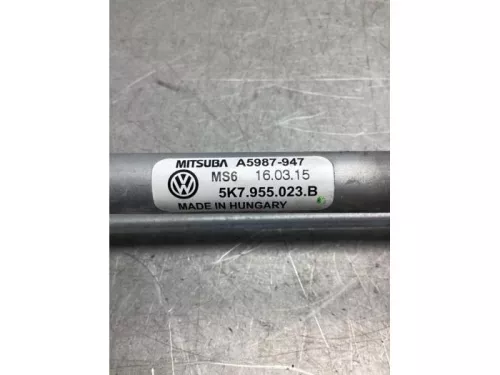 MITSUBA A5987-947
MS6 16.03.15
5K7.955.023.B
MADE IN HUNGARY